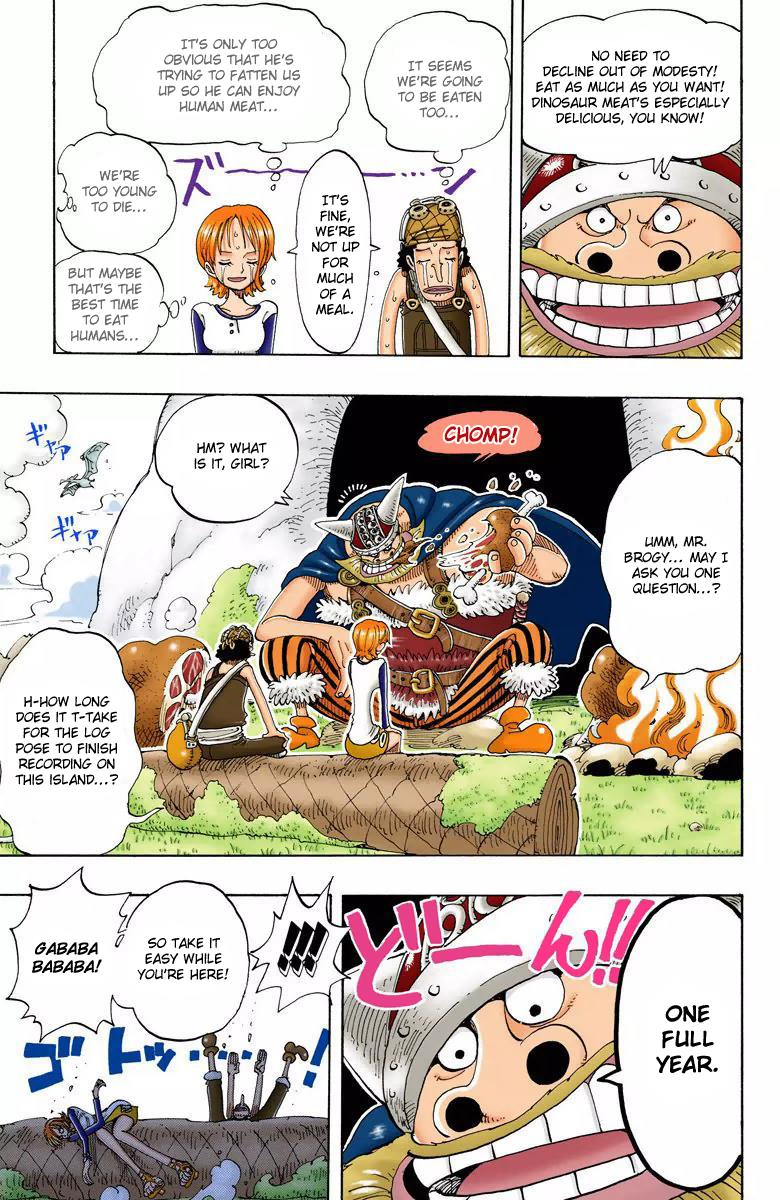 NO NEED TO
DECLINE OUT OF MODESTY!
EAT AS MUCH AS YOU WANT!
DINOSAUR MEAT'S ESPECIALLY
DELICIOUS, YOU KNOW!
IT SEEMS
WE'RE GOING
TO BE EATEN
TOO...
IT'S ONLY TOO
OBVIOUS THAT HE'S
TRYING TO FATTEN US
UP SO HE CAN ENJOY
HUMAN MEAT...
ズーーーン
IT'S
FINE,
WE'RE
NOT UP
FOR
MUCH
OF A
MEAL.
WE'RE
TOO YOUNG
TO DIE...
BUT MAYBE
THAT'S THE
BEST TIME
TO EAT
HUMANS...
UMM, MR.
BROGY... MAY I
ASK YOU ONE
QUESTION...?
CHOMP!
HM? WHAT
IS IT, GIRL?
ギャア
ギャア
H-HOW LONG
DOES IT T-TAKE
FOR THE LOG
POSE TO FINISH
RECORDING ON
THIS ISLAND...?
ONE
FULL
YEAR.
どーん!!
!!!
SO TAKE IT
EASY WHILE
YOU'RE HERE!
GABABA
BABABA!
ゴトッ・・・・・・!